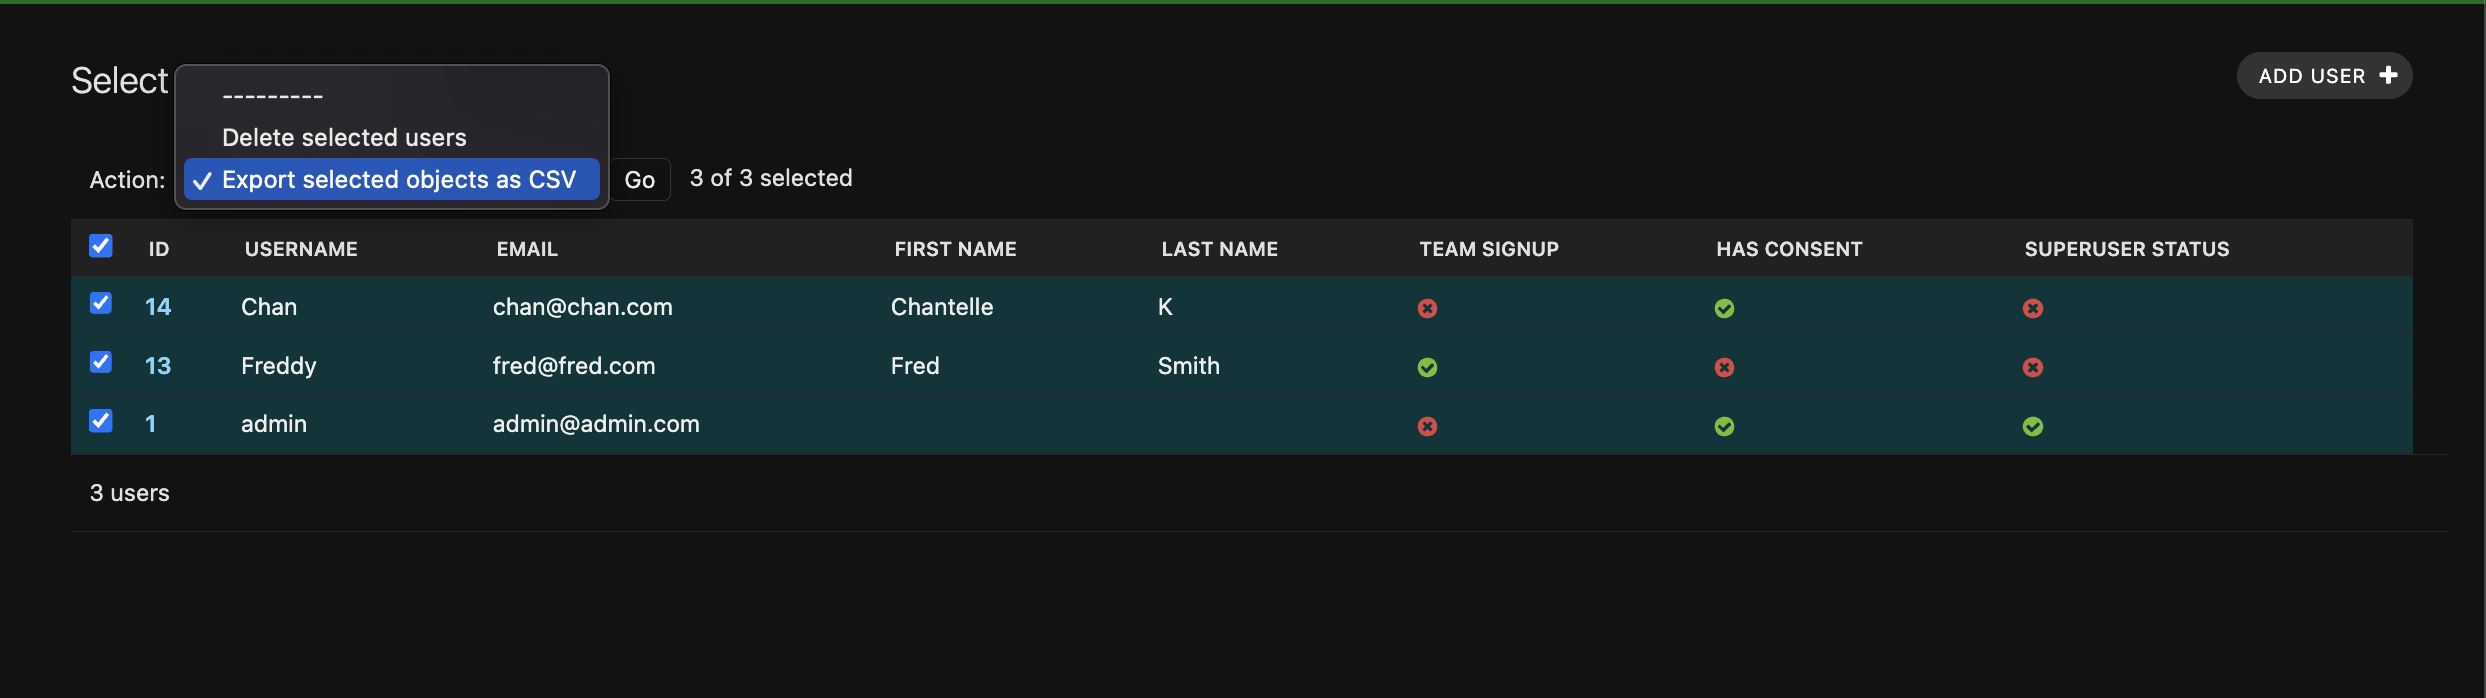 Select
ADD USER
---------
Delete selected users
Action: Export selected objects as CSV Go 3 of 3 selected
ID USERNAME EMAIL FIRST NAME LAST NAME TEAM SIGNUP HAS CONSENT SUPERUSER STATUS
14 Chan chan@chan.com Chantelle K
13 Freddy fred@fred.com Fred Smith
1 admin admin@admin.com
3 users